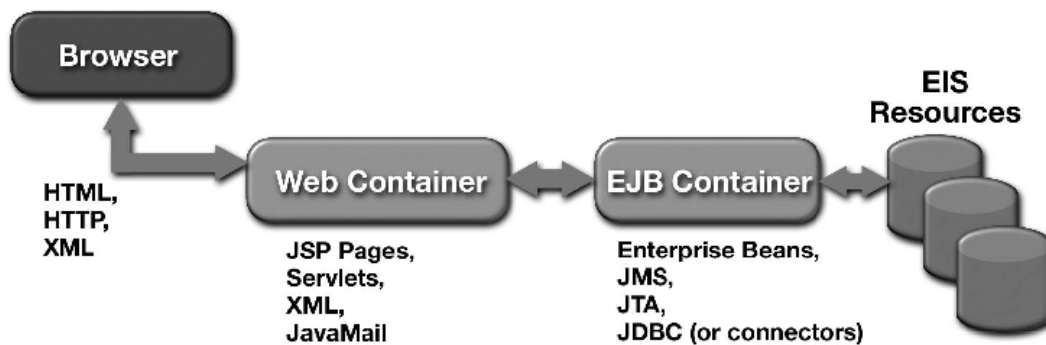 Browser
EIS
Resources
Web Container
EJB Container
HTML,
HTTP,
XML
JSP Pages,
Servlets,
XML,
JavaMail
Enterprise Beans,
JMS,
JTA,
JDBC (or connectors)